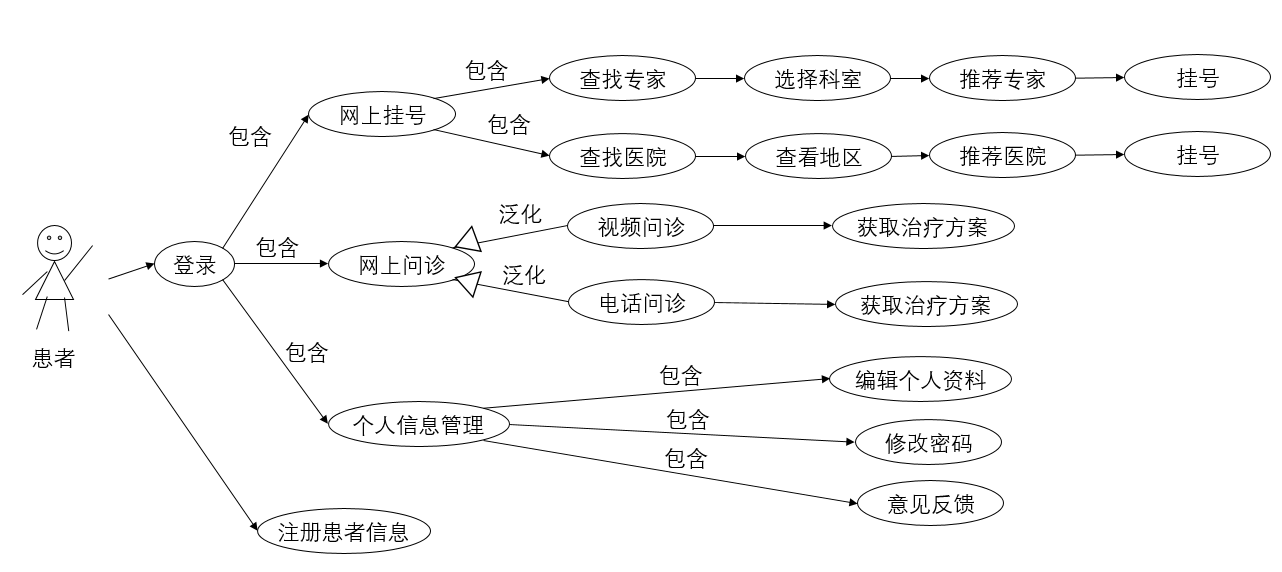 包含
查找专家
选择科室
推荐专家
挂号
网上挂号
包含
包含
查找医院
查看地区
推荐医院
挂号
泛化
视频问诊
获取治疗方案
包含
登录
网上问诊
泛化
电话问诊
获取治疗方案
患者
包含
包含
编辑个人资料
个人信息管理
包含
修改密码
包含
意见反馈
注册患者信息